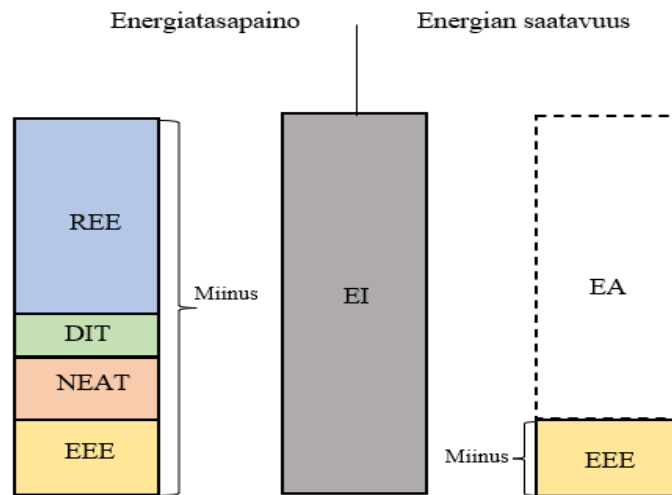 Energiatasapaino
Energian saatavuus
REE
DIT
NEAT
EEE
Miinus
EI
EA
Miinus
EEE